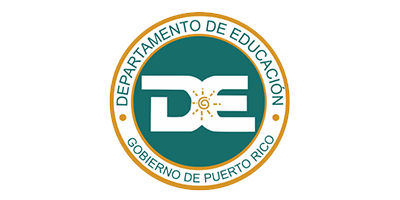 DEPARTAMENTO DE EDUCACIÓN
DE
GOBIERNO DE PUERTO RICO